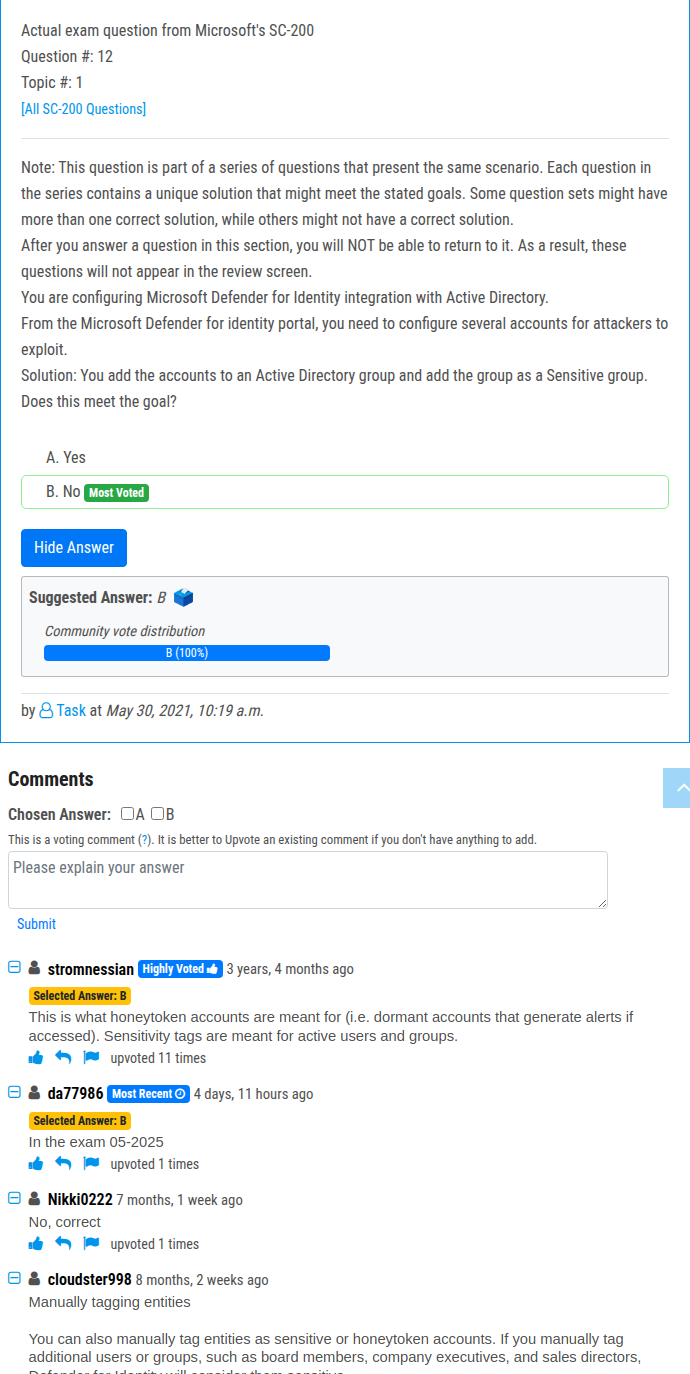 Actual exam question from Microsoft's SC-200
Question #: 12
Topic #: 1
[All SC-200 Questions]
Note: This question is part of a series of questions that present the same scenario. Each question in
the series contains a unique solution that might meet the stated goals. Some question sets might have
more than one correct solution, while others might not have a correct solution.
After you answer a question in this section, you will NOT be able to return to it. As a result, these
questions will not appear in the review screen.
You are configuring Microsoft Defender for Identity integration with Active Directory.
From the Microsoft Defender for identity portal, you need to configure several accounts for attackers to
exploit.
Solution: You add the accounts to an Active Directory group and add the group as a Sensitive group.
Does this meet the goal?
A. Yes
B. No Most Voted
Hide Answer
Suggested Answer: B
Community vote distribution
B (100%)
by Task at May 30, 2021, 10:19 a.m.
Comments
Chosen Answer: A B
This is a voting comment (?). It is better to Upvote an existing comment if you don't have anything to add.
Please explain your answer
Submit
stromnessian Highly Voted 3 years, 4 months ago
Selected Answer: B
This is what honeytoken accounts are meant for (i.e. dormant accounts that generate alerts if
accessed). Sensitivity tags are meant for active users and groups.
upvoted 11 times
da77986 Most Recent 4 days, 11 hours ago
Selected Answer: B
In the exam 05-2025
upvoted 1 times
Nikki0222 7 months, 1 week ago
No, correct
upvoted 1 times
cloudster998 8 months, 2 weeks ago
Manually tagging entities
You can also manually tag entities as sensitive or honeytoken accounts. If you manually tag
additional users or groups, such as board members, company executives, and sales directors,
Defender for Identity will consider them sensitive